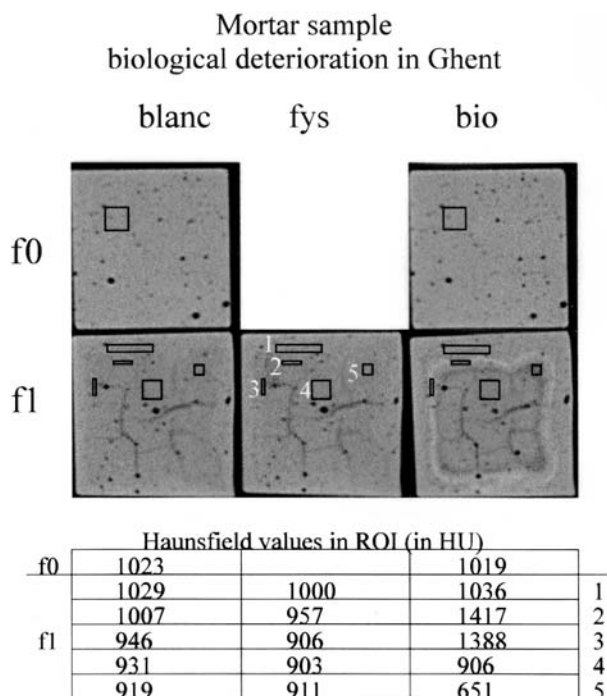 Mortar sample
biological deterioration in Ghent
blanc fys bio
f0
f1
1
2
3
4
5
Haunsfield values in ROI (in HU)
f0 1023 1019
1029 1000 1036 1
1007 957 1417 2
f1 946 906 1388 3
931 903 906 4
919 911 651 5